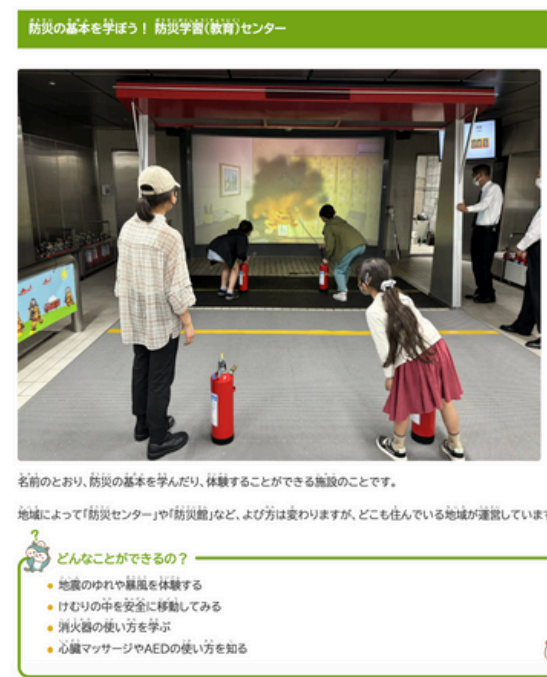 防災の基本を学ぼう！ 防災学習(教育)センター
名前のとおり、防災の基本を学んだり、体験することができる施設のことです。
地域によって「防災センター」や「防災館」など、よび方は変わりますが、どこも住んでいる地域が運営しています
どんなことができるの？
地震のゆれや暴風を体験する
けむりの中を安全に移動してみる
消火器の使い方を学ぶ
心臓マッサージやAEDの使い方を知る